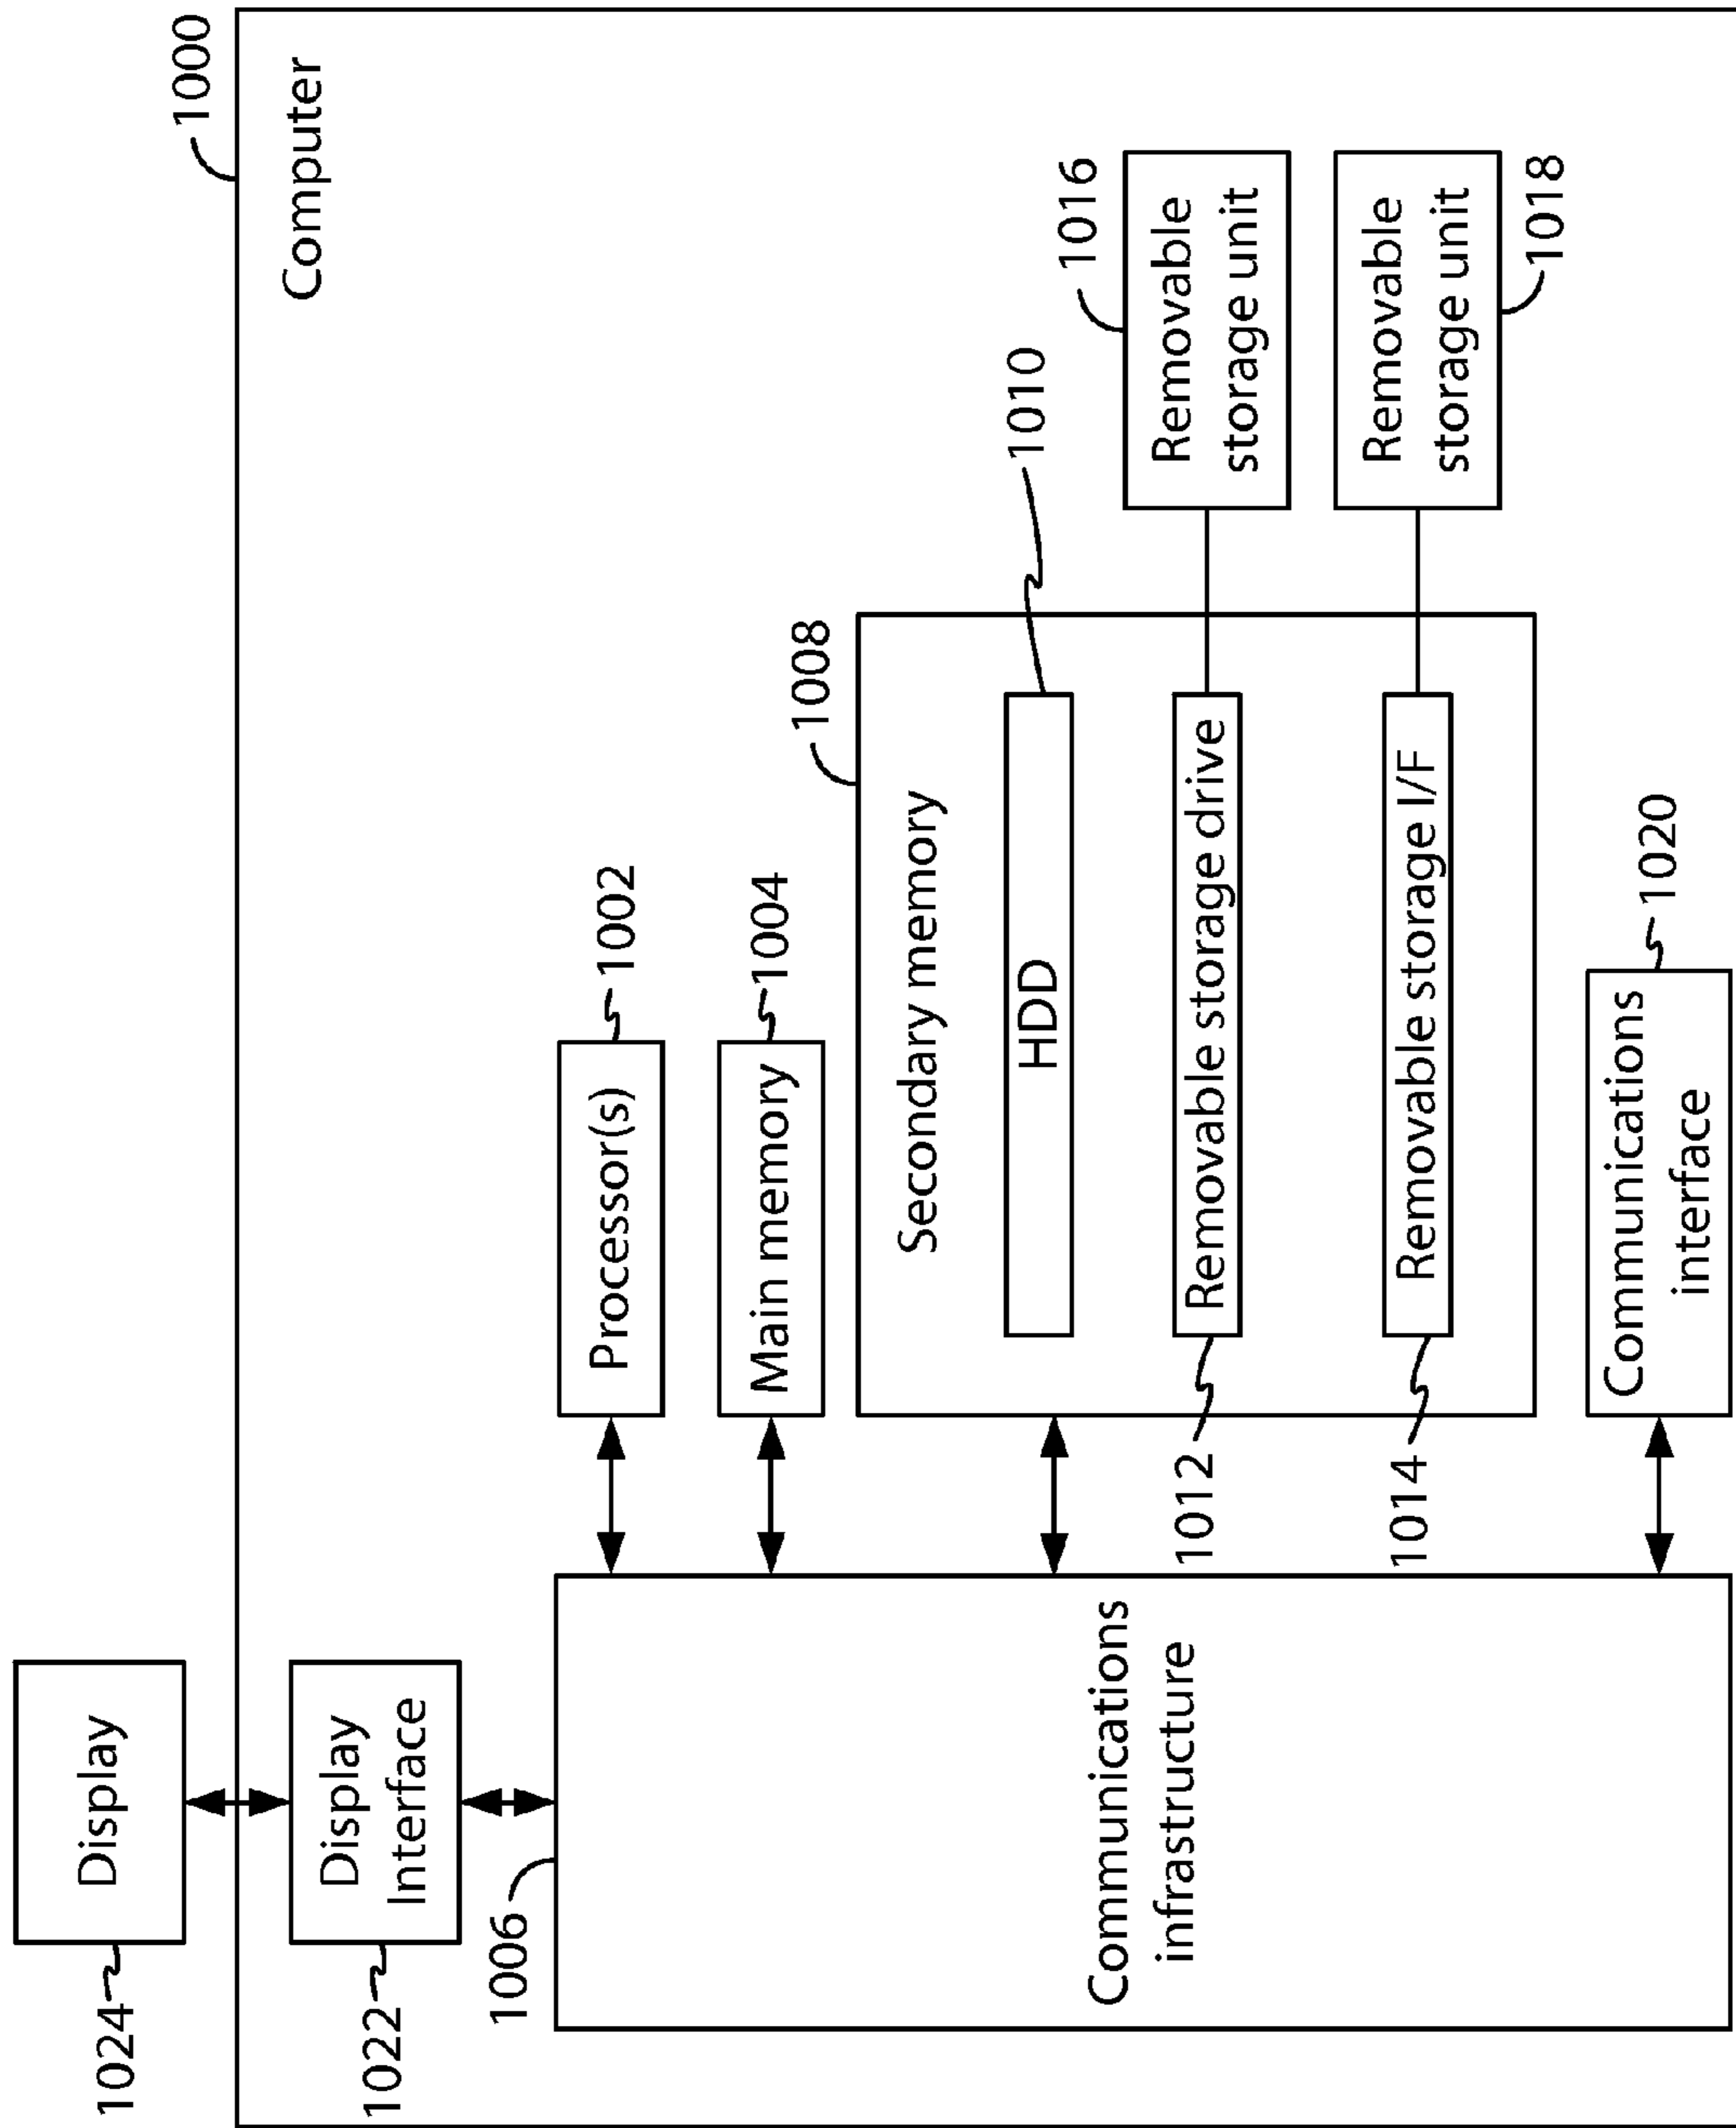 1024
Display
1000
Computer
1022
Display
Interface
1006
Communications
infrastructure
Processor(s)
1002
Main memory
1004
1008
Secondary memory
HDD
1010
1012
Removable storage drive
1016
Removable
storage unit
1014
Removable storage I/F
Removable
storage unit
1018
Communications
interface
1020